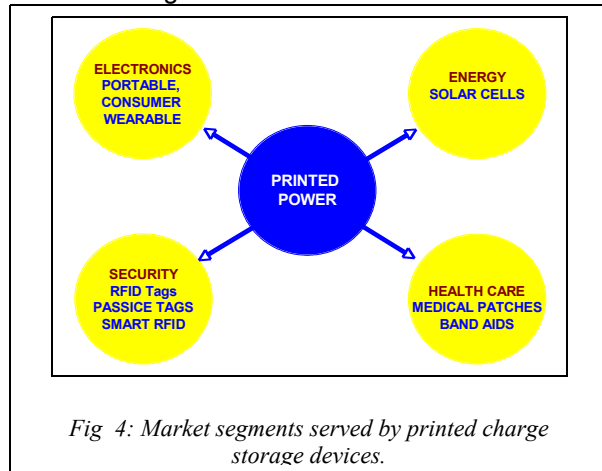 ELECTRONICS
PORTABLE,
CONSUMER
WEARABLE
ENERGY
SOLAR CELLS
PRINTED
POWER
SECURITY
RFID Tags
PASSICE TAGS
SMART RFID
HEALTH CARE
MEDICAL PATCHES
BAND AIDS
Fig 4: Market segments served by printed charge
storage devices.